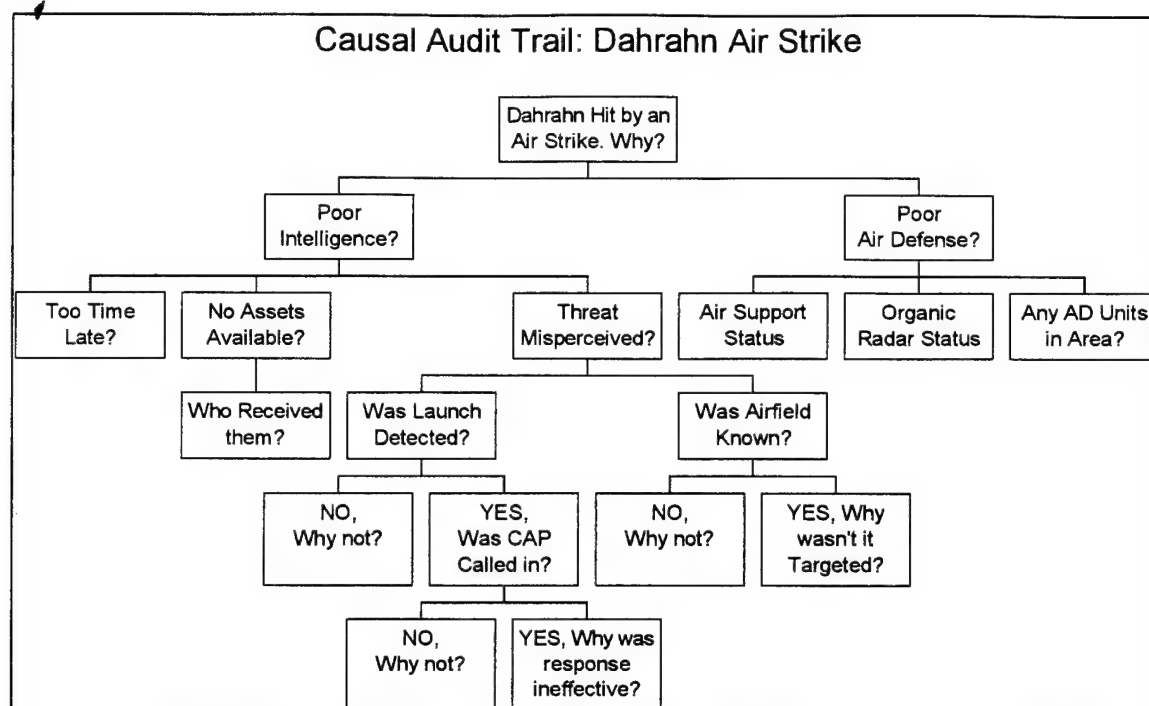 Causal Audit Trail: Dahrahn Air Strike
Dahrahn Hit by an
Air Strike. Why?
Poor
Intelligence?
Poor
Air Defense?
Too Time
Late?
No Assets
Available?
Threat
Misperceived?
Air Support
Status
Organic
Radar Status
Any AD Units
in Area?
Who Received
them?
Was Launch
Detected?
Was Airfield
Known?
NO,
Why not?
YES,
Was CAP
Called in?
NO,
Why not?
YES, Why
wasn't it
Targeted?
NO,
Why not?
YES, Why was
response
ineffective?